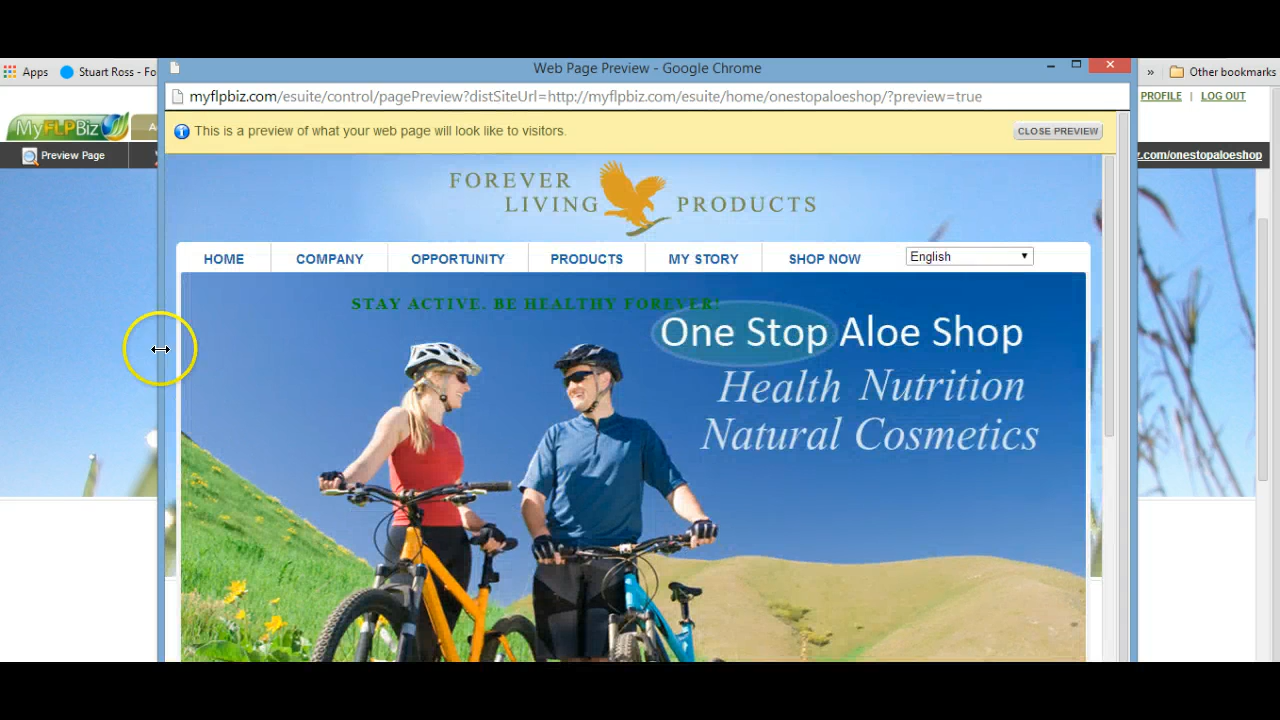 Web Page Preview - Google Chrome
Apps
Stuart Ross - Fo
»
Other bookmarks
myflpbiz.com/esuite/control/pagePreview?distSiteUrl=http://myflpbiz.com/esuite/home/onestopaloeshop/?preview=true
PROFILE | LOG OUT
MyFLPBiz
This is a preview of what your web page will look like to visitors.
CLOSE PREVIEW
Preview Page
z.com/onestopaloeshop
FOREVER
LIVING PRODUCTS
HOME COMPANY OPPORTUNITY PRODUCTS MY STORY SHOP NOW English
STAY ACTIVE. BE HEALTHY FOREVER!
One Stop Aloe Shop
Health Nutrition
Natural Cosmetics